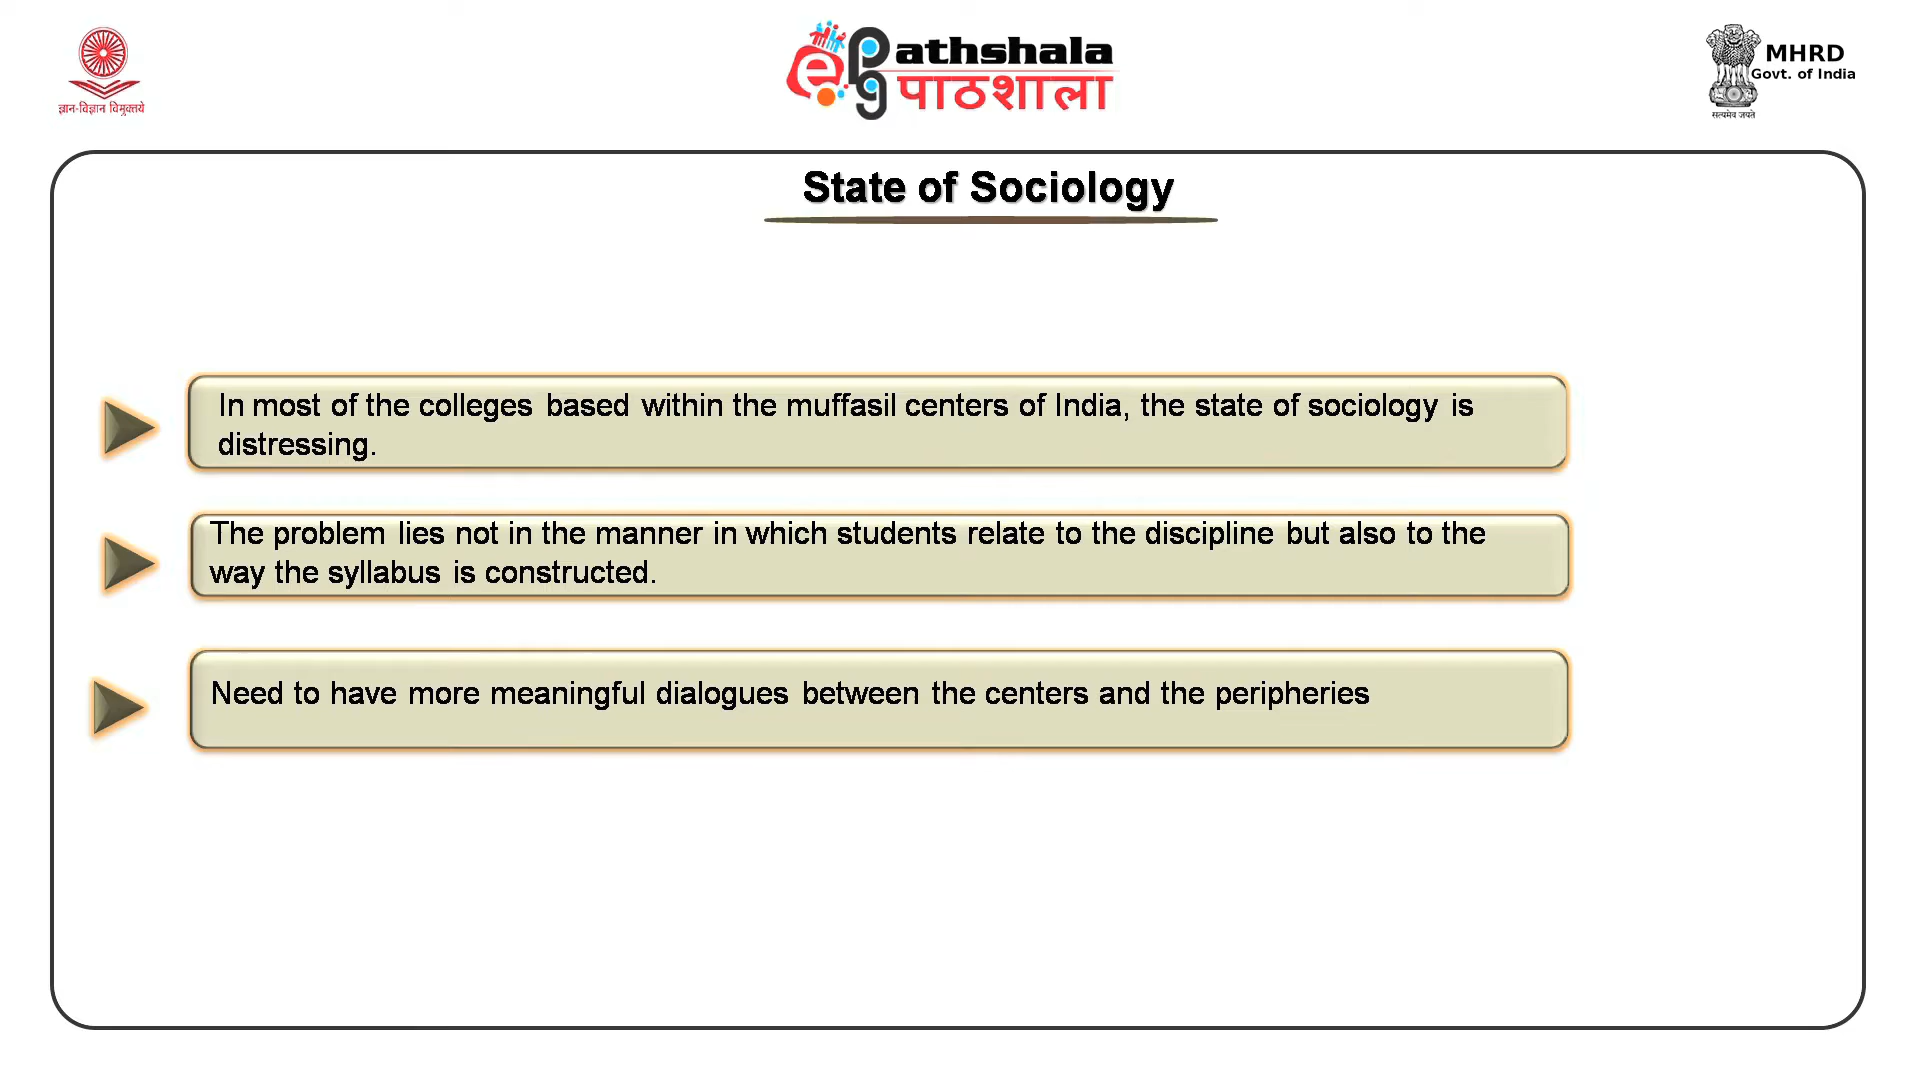 ज्ञान-विज्ञान विमुक्तये
ePG Pathshala
पाठशाला
MHRD
Govt. of India
सत्यमेव जयते
State of Sociology
In most of the colleges based within the muffasil centers of India, the state of sociology is
distressing.
The problem lies not in the manner in which students relate to the discipline but also to the
way the syllabus is constructed.
Need to have more meaningful dialogues between the centers and the peripheries